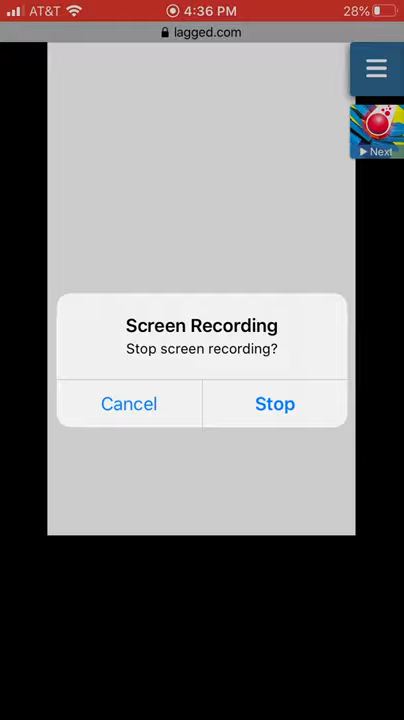 AT&T 4:36 PM 28%
lagged.com
Next
Screen Recording
Stop screen recording?
Cancel Stop